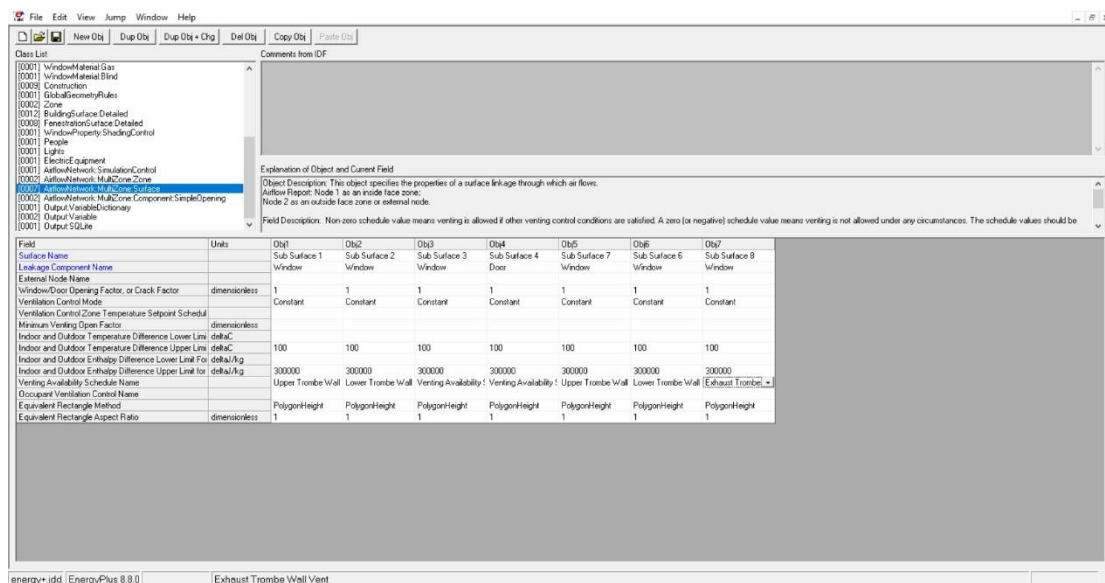 File Edit View Jump Window Help
New Obj Dup Obj Dup Obj + Chg Del Obj Copy Obj Paste Obj
Class List
Comments from IDF
[0001] WindowMaterial:Gas
[0001] WindowMaterial:Blind
[0009] Construction
[0001] GlobalGeometryRules
[0002] Zone
[0012] BuildingSurface:Detailed
[0008] FenestrationSurface:Detailed
[0001] WindowProperty:ShadingControl
[0001] People
[0001] Lights
[0001] ElectricEquipment
[0001] AirflowNetwork:SimulationControl
[0002] AirflowNetwork:MultiZone:Zone
[0007] AirflowNetwork:MultiZone:Surface
[0002] AirflowNetwork:MultiZone:Component:SimpleOpening
[0001] Output:VariableDictionary
[0002] Output:Variable
[0001] Output:SQLite
Explanation of Object and Current Field
Object Description: This object specifies the properties of a surface linkage through which air flows.
Airflow Report: Node 1 as an inside face zone;
Node 2 as an outside face zone or external node.
Field Description: Non-zero schedule value means venting is allowed if other venting control conditions are satisfied. A zero (or negative) schedule value means venting is not allowed under any circumstances. The schedule values should be
Field Units Obj1 Obj2 Obj3 Obj4 Obj5 Obj6 Obj7
Surface Name Sub Surface 1 Sub Surface 2 Sub Surface 3 Sub Surface 4 Sub Surface 7 Sub Surface 6 Sub Surface 8
Leakage Component Name Window Window Window Door Window Window Window
External Node Name
Window/Door Opening Factor, or Crack Factor dimensionless 1 1 1 1 1 1 1
Ventilation Control Mode Constant Constant Constant Constant Constant Constant Constant
Ventilation Control Zone Temperature Setpoint Schedul
Minimum Venting Open Factor dimensionless
Indoor and Outdoor Temperature Difference Lower Limi deltaC
Indoor and Outdoor Temperature Difference Upper Limi deltaC 100 100 100 100 100 100 100
Indoor and Outdoor Enthalpy Difference Lower Limit For deltaJ/kg
Indoor and Outdoor Enthalpy Difference Upper Limit for deltaJ/kg 300000 300000 300000 300000 300000 300000 300000
Venting Availability Schedule Name Upper Trombe Wall Lower Trombe Wall Venting Availability Venting Availability Upper Trombe Wall Lower Trombe Wall Exhaust Trombe
Occupant Ventilation Control Name
Equivalent Rectangle Method PolygonHeight PolygonHeight PolygonHeight PolygonHeight PolygonHeight PolygonHeight PolygonHeight
Equivalent Rectangle Aspect Ratio dimensionless 1 1 1 1 1 1 1
energy+.idd EnergyPlus 8.8.0 Exhaust Trombe Wall Vent